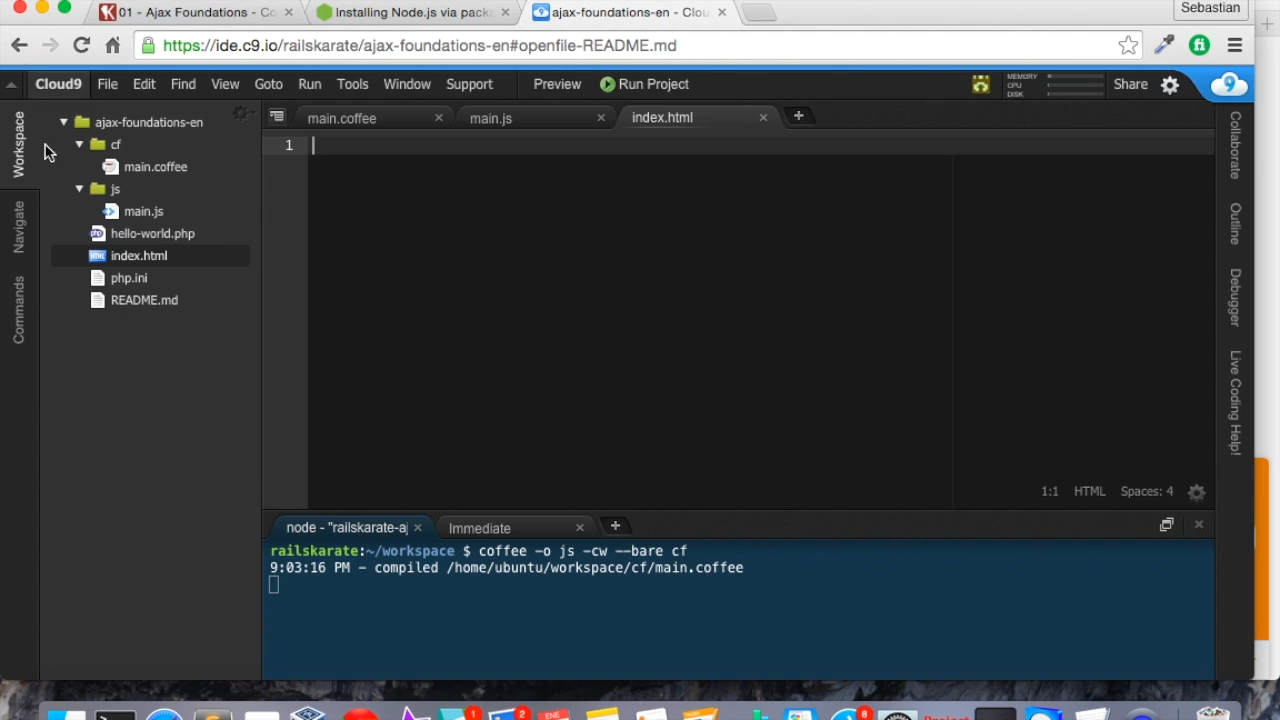 01 - Ajax Foundations - Co
Installing Node.js via pack
ajax-foundations-en - Clou
Sebastian
https://ide.c9.io/railskarate/ajax-foundations-en#openfile-README.md
Cloud9 File Edit Find View Goto Run Tools Window Support Preview Run Project
MEMORY
CPU
DISK
Share
Workspace
Navigate
Commands
ajax-foundations-en
cf
main.coffee
js
main.js
hello-world.php
index.html
php.ini
README.md
main.coffee main.js index.html
1
1:1 HTML Spaces: 4
Collaborate
Outline
Debugger
Live Coding Help!
node - "railskarate-aj Immediate
railskarate:~/workspace $ coffee -o js -cw --bare cf
9:03:16 PM - compiled /home/ubuntu/workspace/cf/main.coffee
1 2 ENE 8
Project